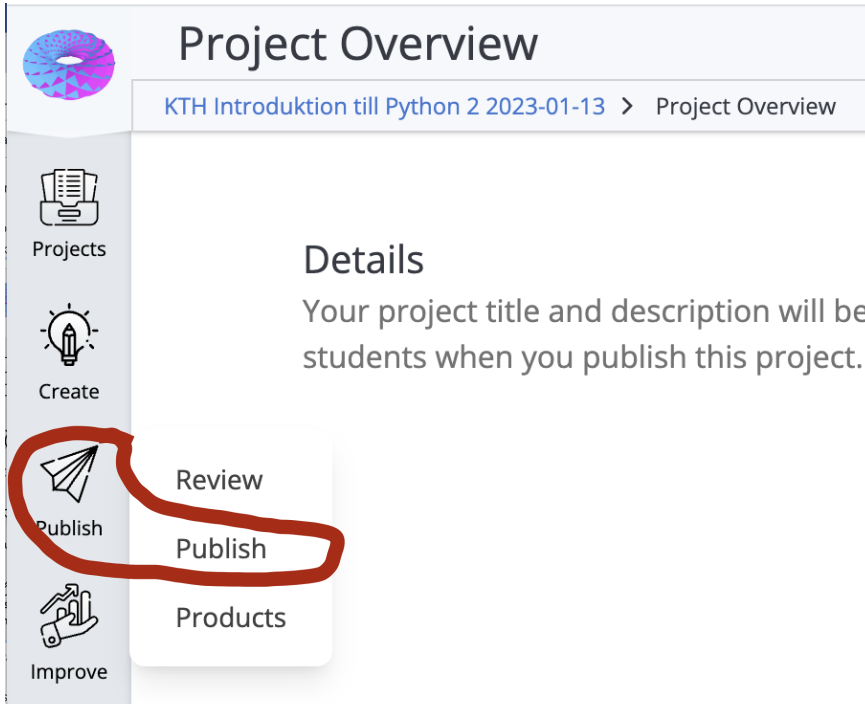 Project Overview
KTH Introduktion till Python 2 2023-01-13 > Project Overview
Projects
Details
Your project title and description will be
students when you publish this project.
Create
Review
Publish
Publish
Products
Improve